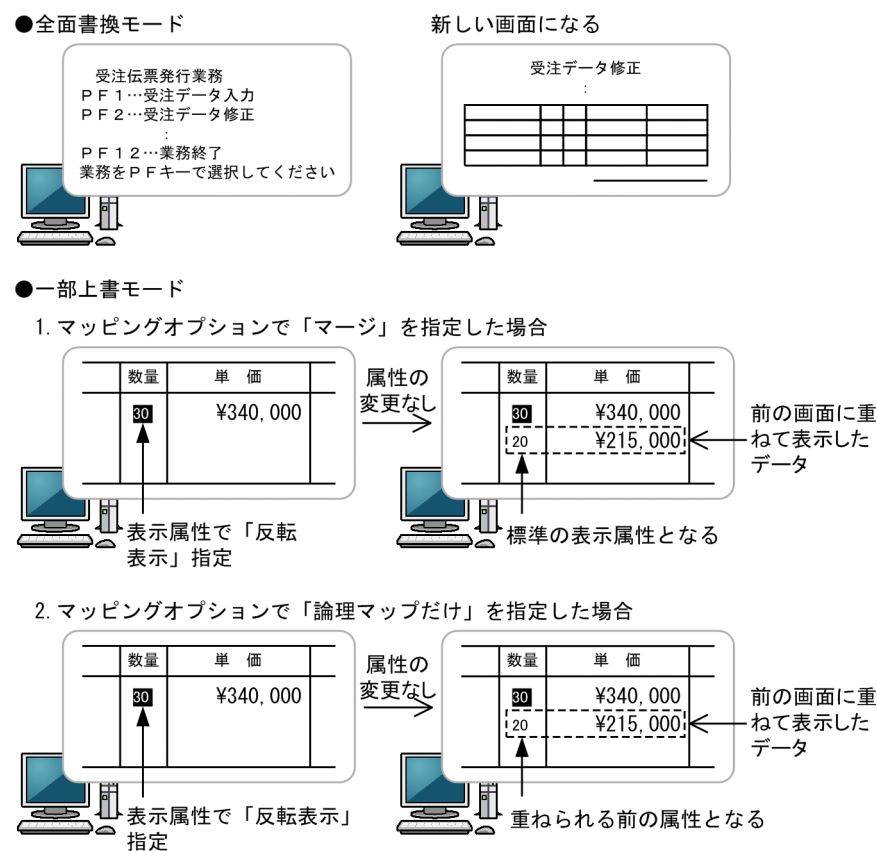 ●全面書換モード
新しい画面になる
受注伝票発行業務
ＰＦ１…受注データ入力
ＰＦ２…受注データ修正
：
ＰＦ１２…業務終了
業務をＰＦキーで選択してください
受注データ修正
：
●一部上書モード
1. マッピングオプションで「マージ」を指定した場合
数量 単 価
30 ¥340,000
属性の
変更なし
数量 単 価
30 ¥340,000
20 ¥215,000
前の画面に重
ねて表示した
データ
表示属性で「反転
表示」指定
標準の表示属性となる
2. マッピングオプションで「論理マップだけ」を指定した場合
数量 単 価
30 ¥340,000
属性の
変更なし
数量 単 価
30 ¥340,000
20 ¥215,000
前の画面に重
ねて表示した
データ
表示属性で「反転表示」
指定
重ねられる前の属性となる